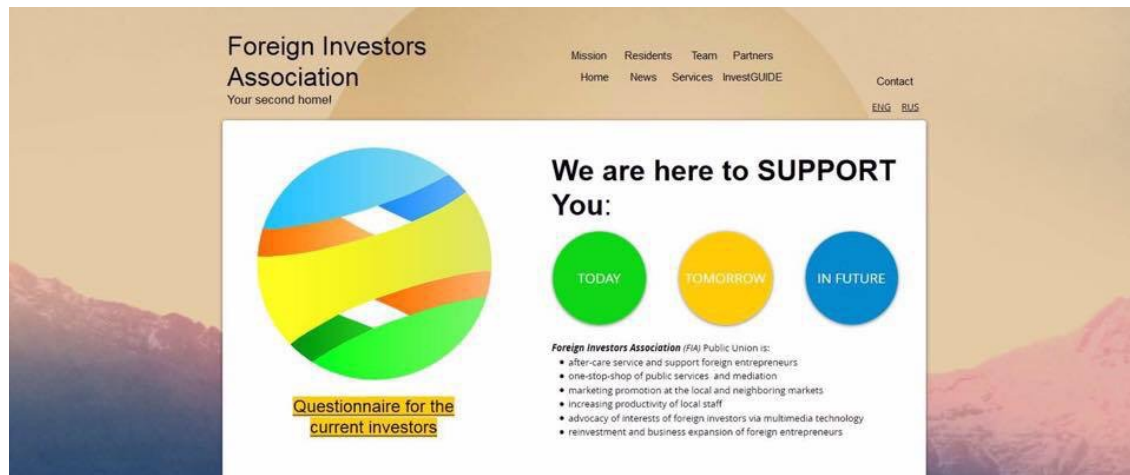 Foreign Investors
Association
Your second home!
Mission Residents Team Partners
Home News Services InvestGUIDE
Contact
ENG RUS
We are here to SUPPORT
You:
TODAY TOMORROW IN FUTURE
Foreign Investors Association (FIA) Public Union is:
• after-care service and support foreign entrepreneurs
• one-stop-shop of public services and mediation
• marketing promotion at the local and neighboring markets
• increasing productivity of local staff
• advocacy of interests of foreign investors via multimedia technology
• reinvestment and business expansion of foreign entrepreneurs
Questionnaire for the
current investors